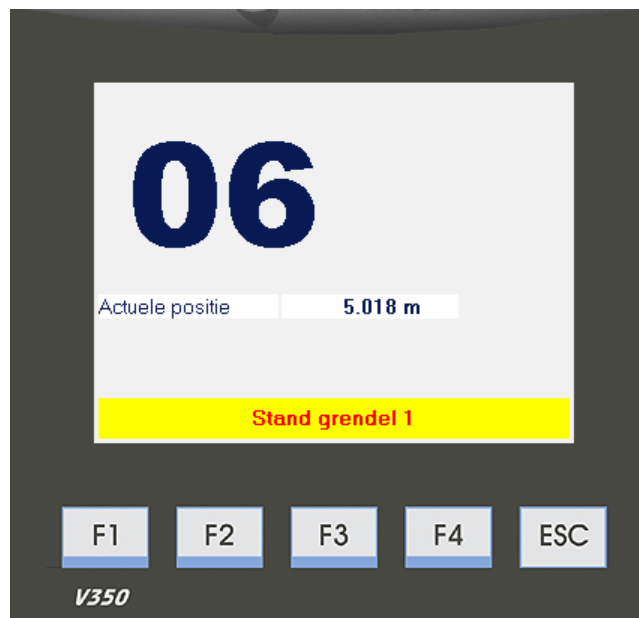 06
Actuele positie 5.018 m
Stand grendel 1
F1 F2 F3 F4 ESC
V350